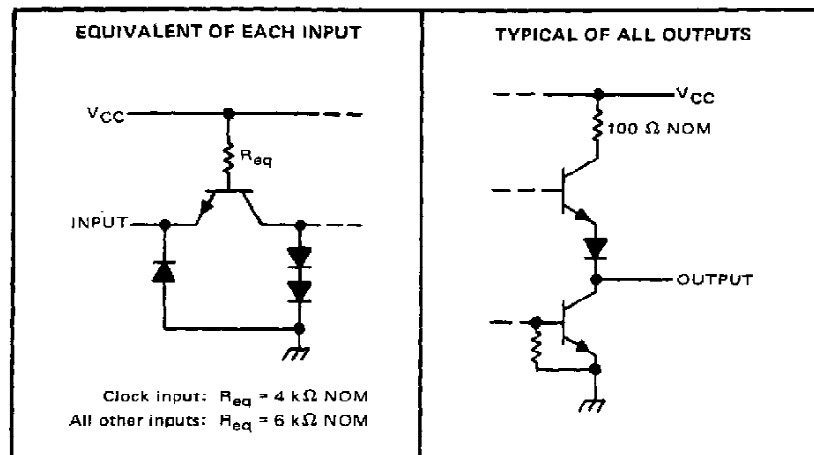 EQUIVALENT OF EACH INPUT
VCC
Req
INPUT
Clock input: Req = 4 kΩ NOM
All other inputs: Req = 6 kΩ NOM
TYPICAL OF ALL OUTPUTS
VCC
100 Ω NOM
OUTPUT